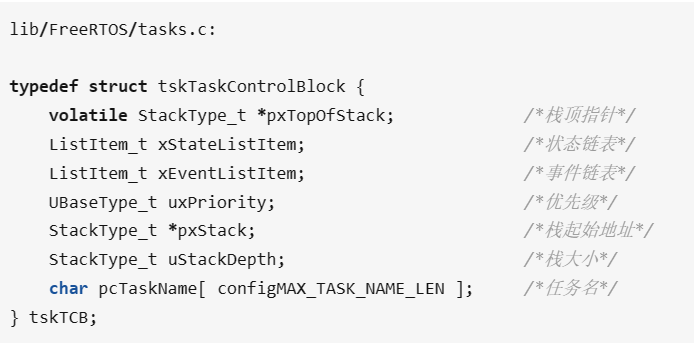 lib/FreeRTOS/tasks.c:
typedef struct tskTaskControlBlock {
volatile StackType_t *pxTopOfStack; /*栈顶指针*/
ListItem_t xStateListItem; /*状态链表*/
ListItem_t xEventListItem; /*事件链表*/
UBaseType_t uxPriority; /*优先级*/
StackType_t *pxStack; /*栈起始地址*/
StackType_t uStackDepth; /*栈大小*/
char pcTaskName[ configMAX_TASK_NAME_LEN ]; /*任务名*/
} tskTCB;